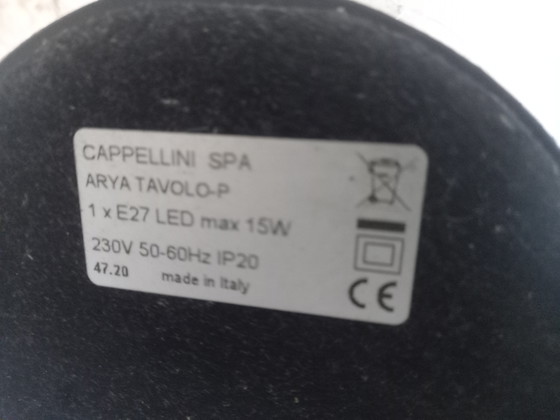 CAPPELLINI SPA
ARYA TAVOLO-P
1 x E27 LED max 15W
230V 50-60Hz IP20
47.20 made in Italy
CE